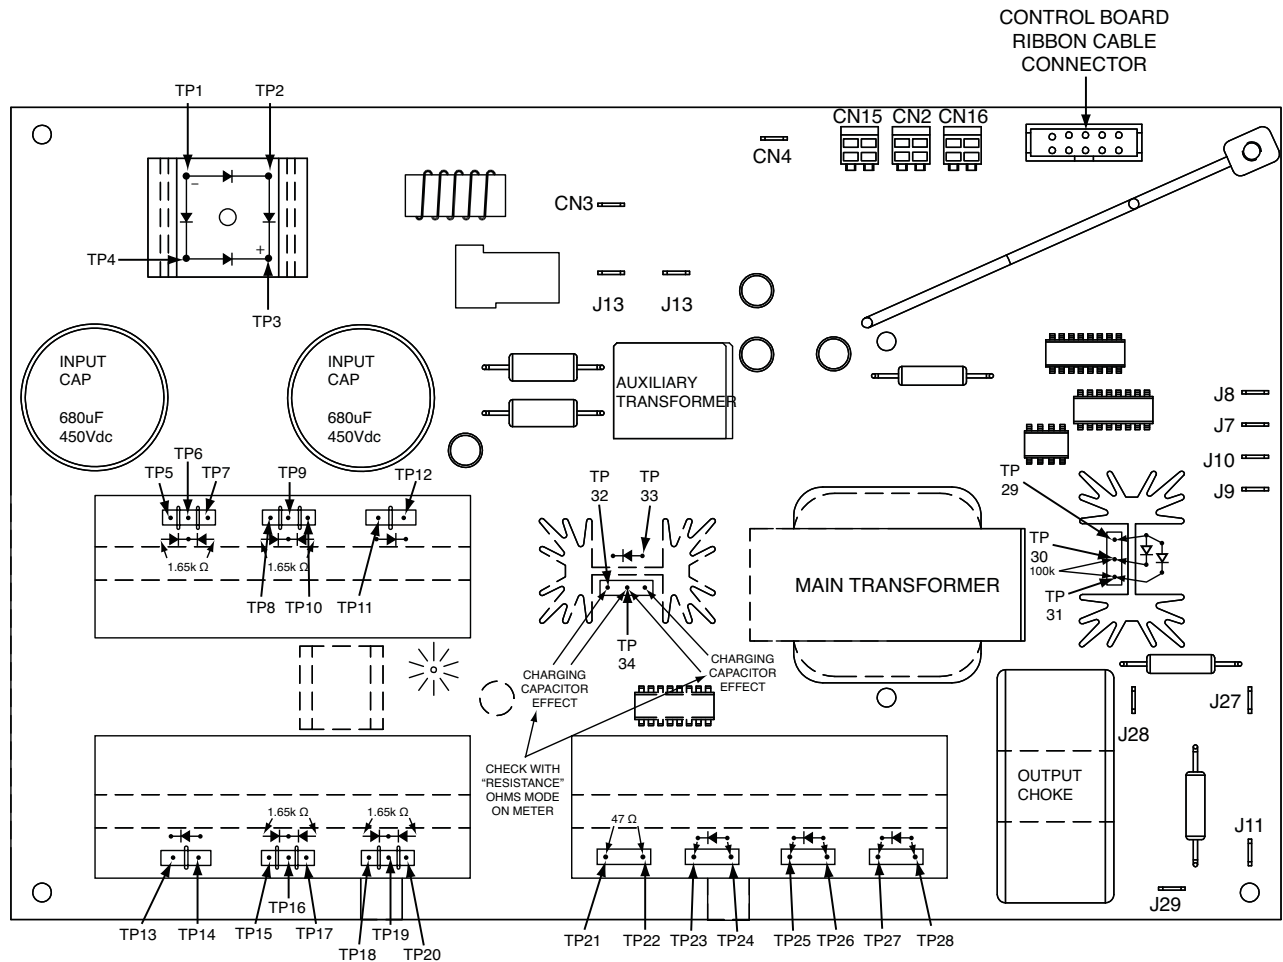 CONTROL BOARD
RIBBON CABLE
CONNECTOR
TP1
TP2
CN15
CN2
CN16
CN4
−
CN3
+
TP4
TP3
J13
J13
INPUT
CAP
680uF
450Vdc
INPUT
CAP
680uF
450Vdc
AUXILIARY
TRANSFORMER
J8
J7
J10
J9
TP5
TP6
TP7
TP9
TP12
1.65k Ω
1.65k Ω
TP8
TP10
TP11
TP
32
TP
33
TP
34
CHARGING
CAPACITOR
EFFECT
CHARGING
CAPACITOR
EFFECT
MAIN TRANSFORMER
TP
29
TP
30
100k
TP
31
J28
J27
CHECK WITH
“RESISTANCE”
OHMS MODE
ON METER
OUTPUT
CHOKE
J11
J29
1.65k Ω
1.65k Ω
47 Ω
TP13
TP14
TP15
TP16
TP17
TP18
TP19
TP20
TP21
TP22
TP23
TP24
TP25
TP26
TP27
TP28